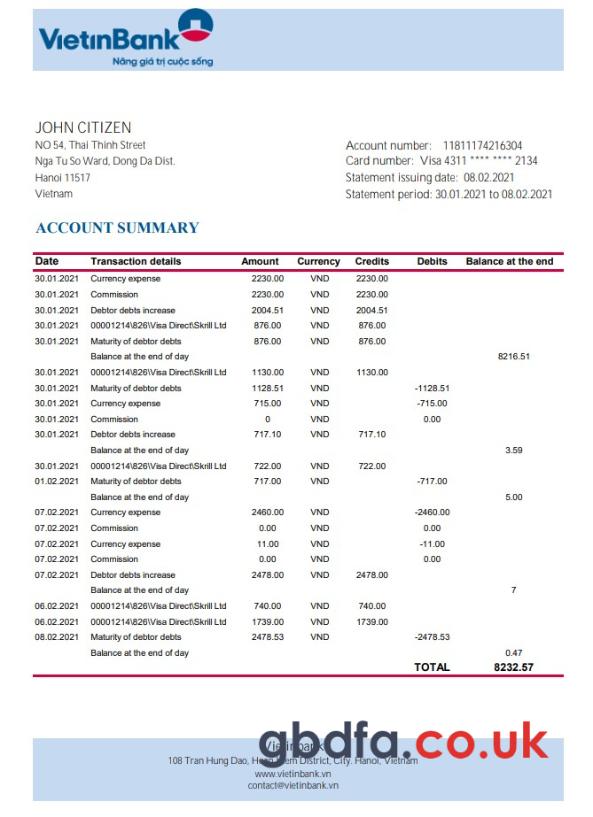 VietinBank
Nâng giá trị cuộc sống
JOHN CITIZEN
NO 54, Thai Thinh Street
Nga Tu So Ward, Dong Da Dist.
Hanoi 11517
Vietnam
Account number: 11811174216304
Card number: Visa 4311 **** **** 2134
Statement issuing date: 08.02.2021
Statement period: 30.01.2021 to 08.02.2021
ACCOUNT SUMMARY
Date Transaction details Amount Currency Credits Debits Balance at the end
30.01.2021 Currency expense 2230.00 VND 2230.00
30.01.2021 Commission 2230.00 VND 2230.00
30.01.2021 Debtor debts increase 2004.51 VND 2004.51
30.01.2021 00001214\826\Visa Direct\Skrill Ltd 876.00 VND 876.00
30.01.2021 Maturity of debtor debts 876.00 VND 876.00
Balance at the end of day 8216.51
30.01.2021 00001214\826\Visa Direct\Skrill Ltd 1130.00 VND 1130.00
30.01.2021 Maturity of debtor debts 1128.51 VND -1128.51
30.01.2021 Currency expense 715.00 VND -715.00
30.01.2021 Commission 0 VND 0.00
30.01.2021 Debtor debts increase 717.10 VND 717.10
Balance at the end of day 3.59
30.01.2021 00001214\826\Visa Direct\Skrill Ltd 722.00 VND 722.00
01.02.2021 Maturity of debtor debts 717.00 VND -717.00
Balance at the end of day 5.00
07.02.2021 Currency expense 2460.00 VND -2460.00
07.02.2021 Commission 0.00 VND 0.00
07.02.2021 Currency expense 11.00 VND -11.00
07.02.2021 Commission 0.00 VND 0.00
07.02.2021 Debtor debts increase 2478.00 VND 2478.00
Balance at the end of day 7
06.02.2021 00001214\826\Visa Direct\Skrill Ltd 740.00 VND 740.00
06.02.2021 00001214\826\Visa Direct\Skrill Ltd 1739.00 VND 1739.00
08.02.2021 Maturity of debtor debts 2478.53 VND -2478.53
Balance at the end of day 0.47
TOTAL 8232.57
gbdfa.co.uk
Vietinbank
108 Tran Hung Dao, Hoan Kiem District, City. Hanoi, Vietnam
www.vietinbank.vn
contact@vietinbank.vn